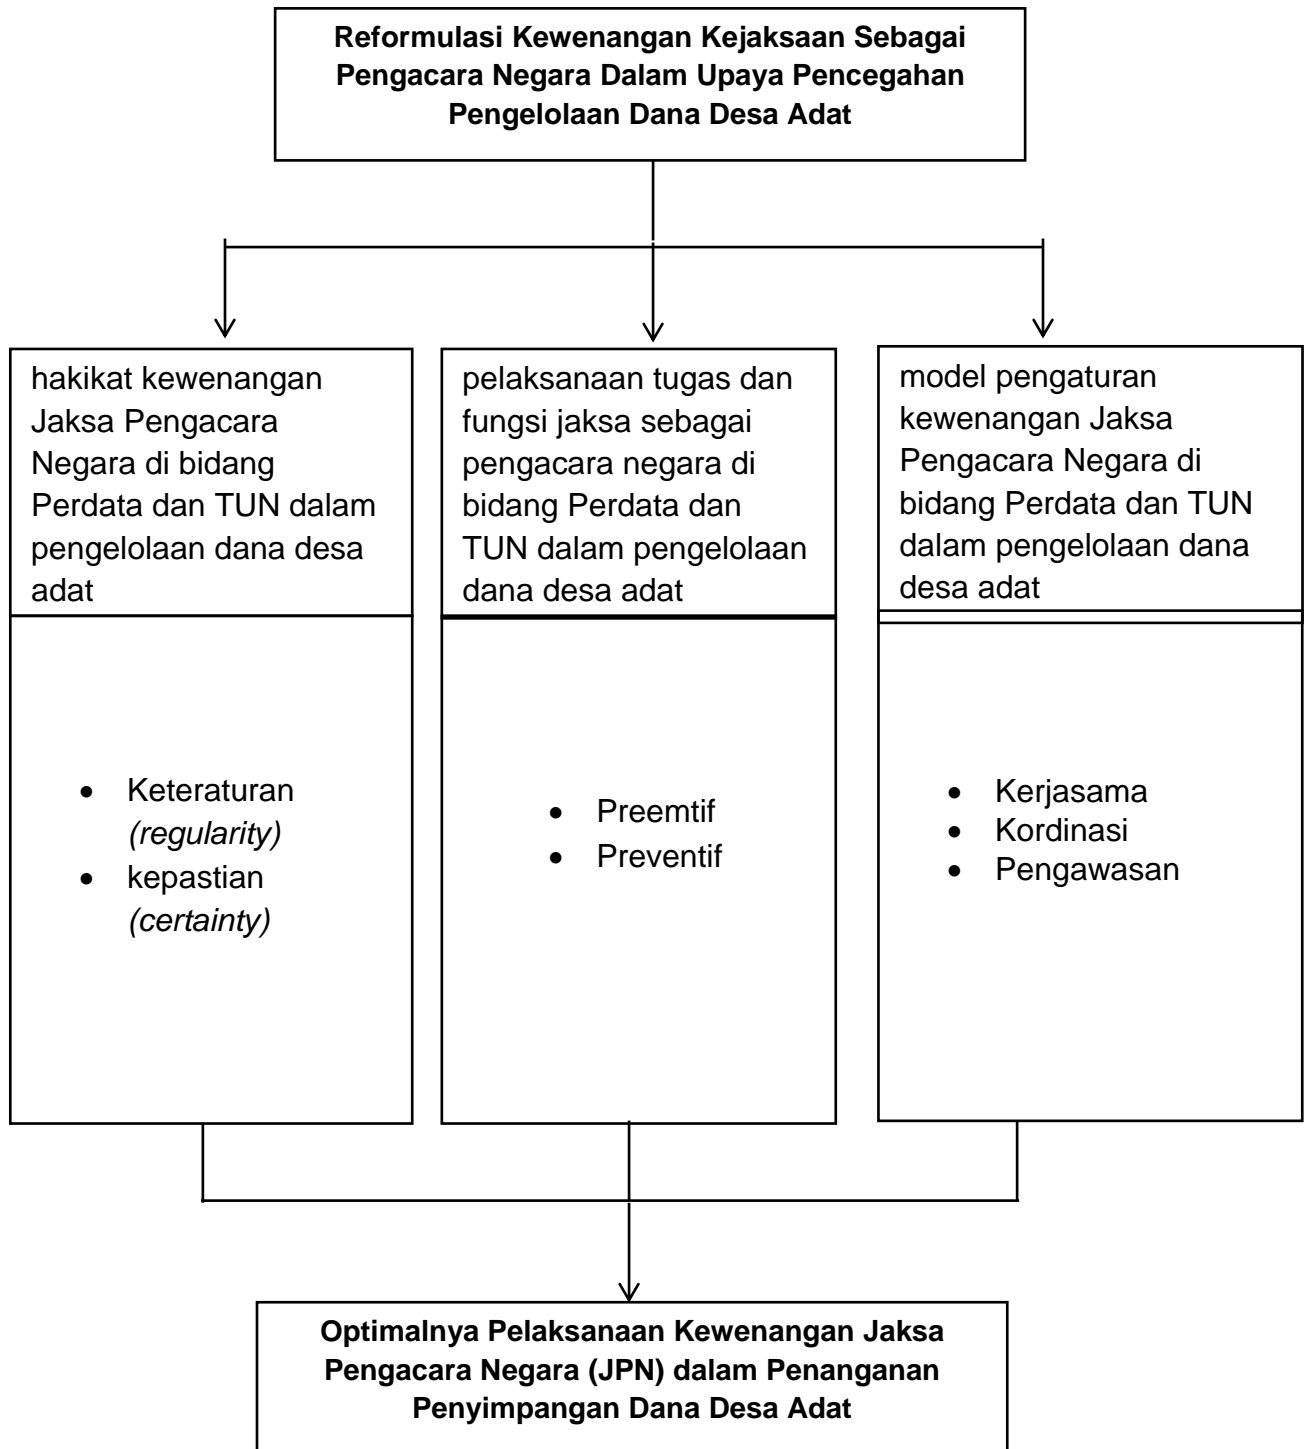 Reformulasi Kewenangan Kejaksaan Sebagai
Pengacara Negara Dalam Upaya Pencegahan
Pengelolaan Dana Desa Adat
hakikat kewenangan
Jaksa Pengacara
Negara di bidang
Perdata dan TUN dalam
pengelolaan dana desa
adat
• Keteraturan
(regularity)
• kepastian
(certainty)
pelaksanaan tugas dan
fungsi jaksa sebagai
pengacara negara di
bidang Perdata dan
TUN dalam pengelolaan
dana desa adat
• Preemtif
• Preventif
model pengaturan
kewenangan Jaksa
Pengacara Negara di
bidang Perdata dan TUN
dalam pengelolaan dana
desa adat
• Kerjasama
• Kordinasi
• Pengawasan
Optimalnya Pelaksanaan Kewenangan Jaksa
Pengacara Negara (JPN) dalam Penanganan
Penyimpangan Dana Desa Adat